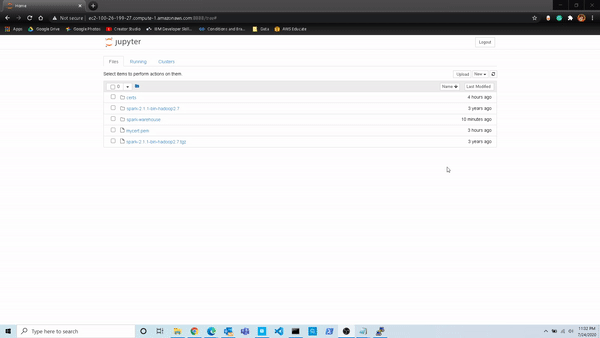 Home
Not secure | ec2-100-26-199-27.compute-1.amazonaws.com:8888/tree#
Apps Google Drive Google Photos Creator Studio IBM Developer Skill... Conditions and Bra... Data AWS Educate
jupyter Logout
Files Running Clusters
Select items to perform actions on them. Upload New
0 Name Last Modified
certs 4 hours ago
spark-2.1.1-bin-hadoop2.7 3 years ago
spark-warehouse 15 minutes ago
mycert.pem 3 hours ago
spark-2.1.1-bin-hadoop2.7.tgz 3 years ago
Type here to search
11:02 PM
7/24/2020